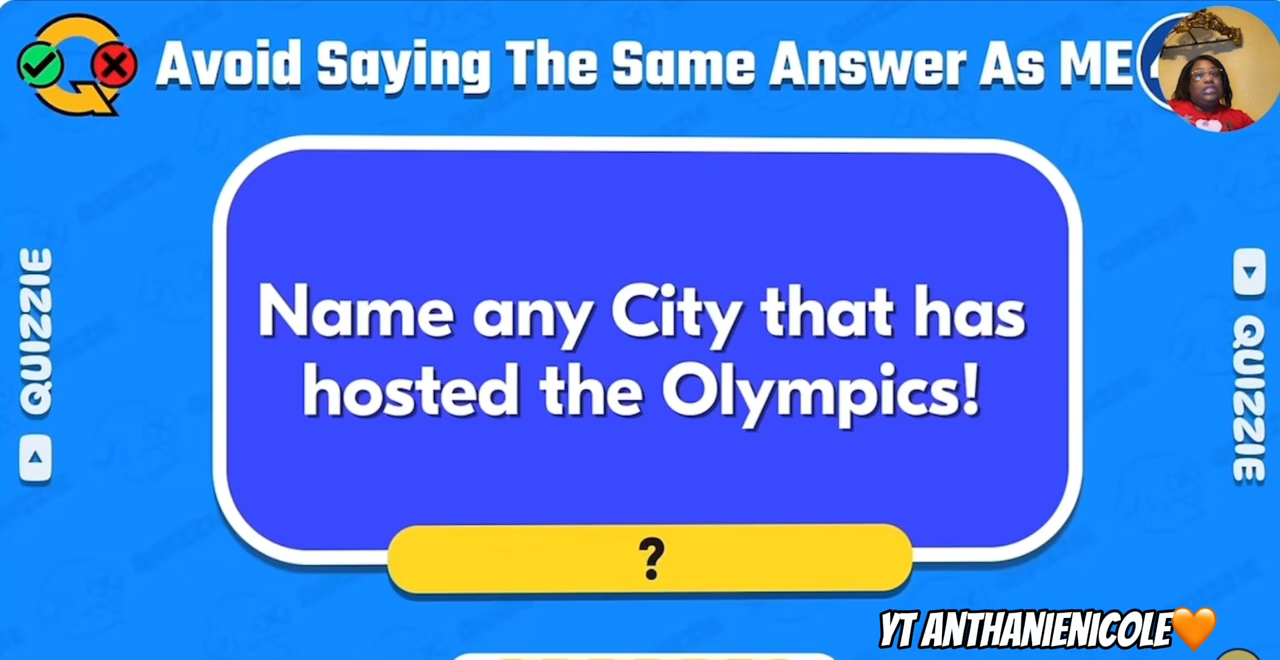 Avoid Saying The Same Answer As ME
QUIZZIE
Name any City that has
hosted the Olympics!
?
QUIZZIE
YT ANTHANIENICOLE🧡